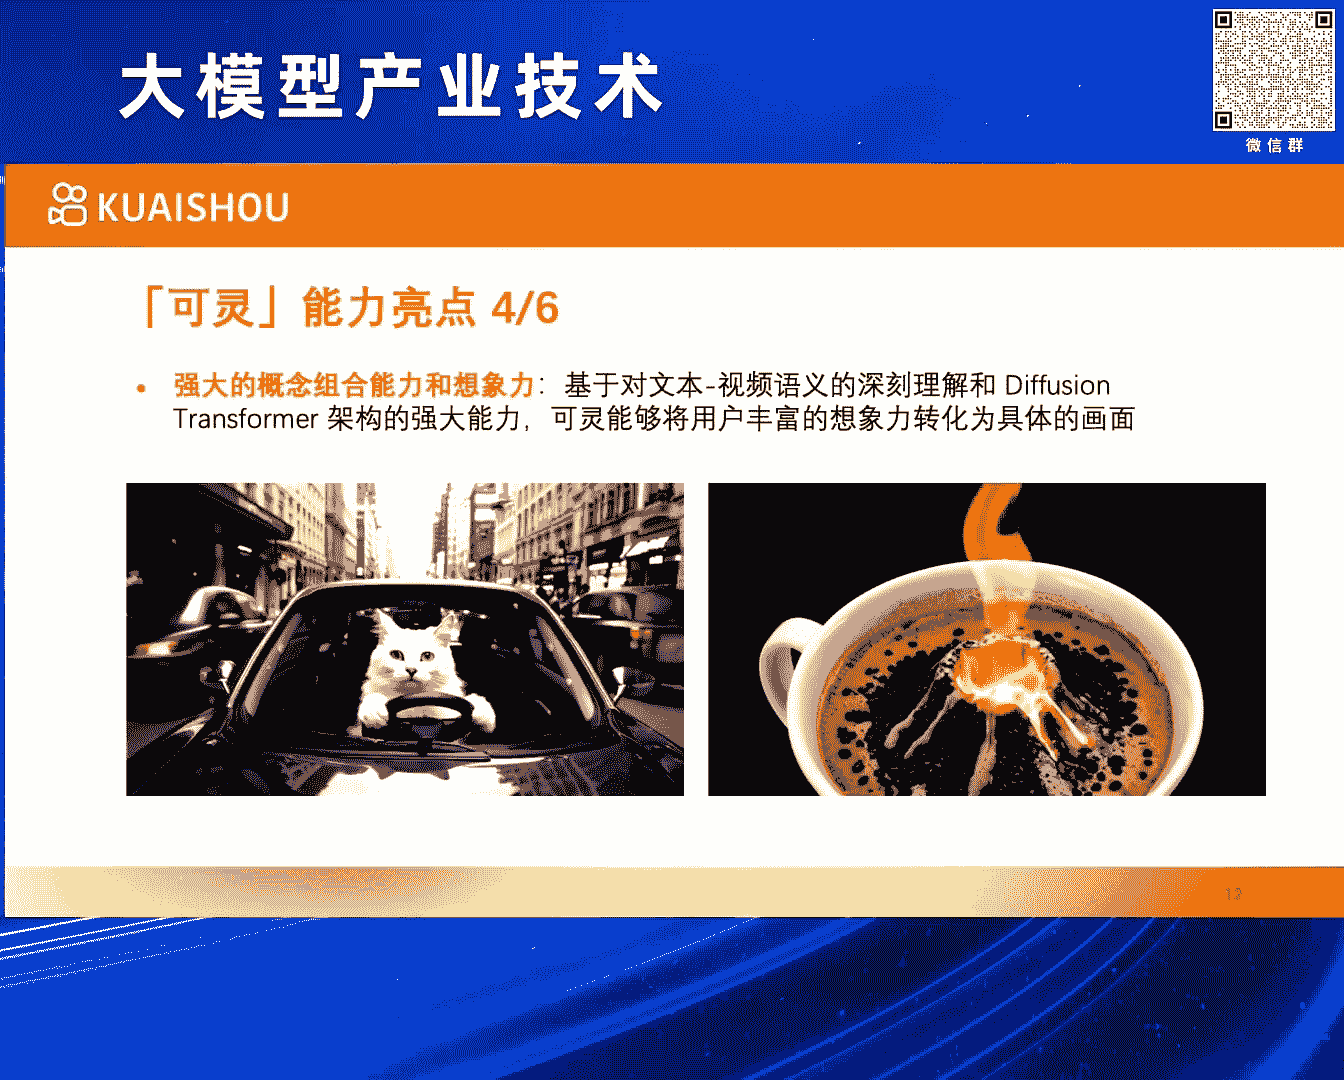 大模型产业技术
微信群
KUAISHOU
「可灵」能力亮点 4/6
• 强大的概念组合能力和想象力：基于对文本-视频语义的深刻理解和 Diffusion
Transformer 架构的强大能力，可灵能够将用户丰富的想象力转化为具体的画面
12